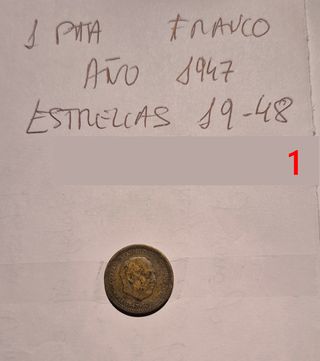 1 PTA FRANCO
AÑO 1947
ESTRELLAS 19-48
1